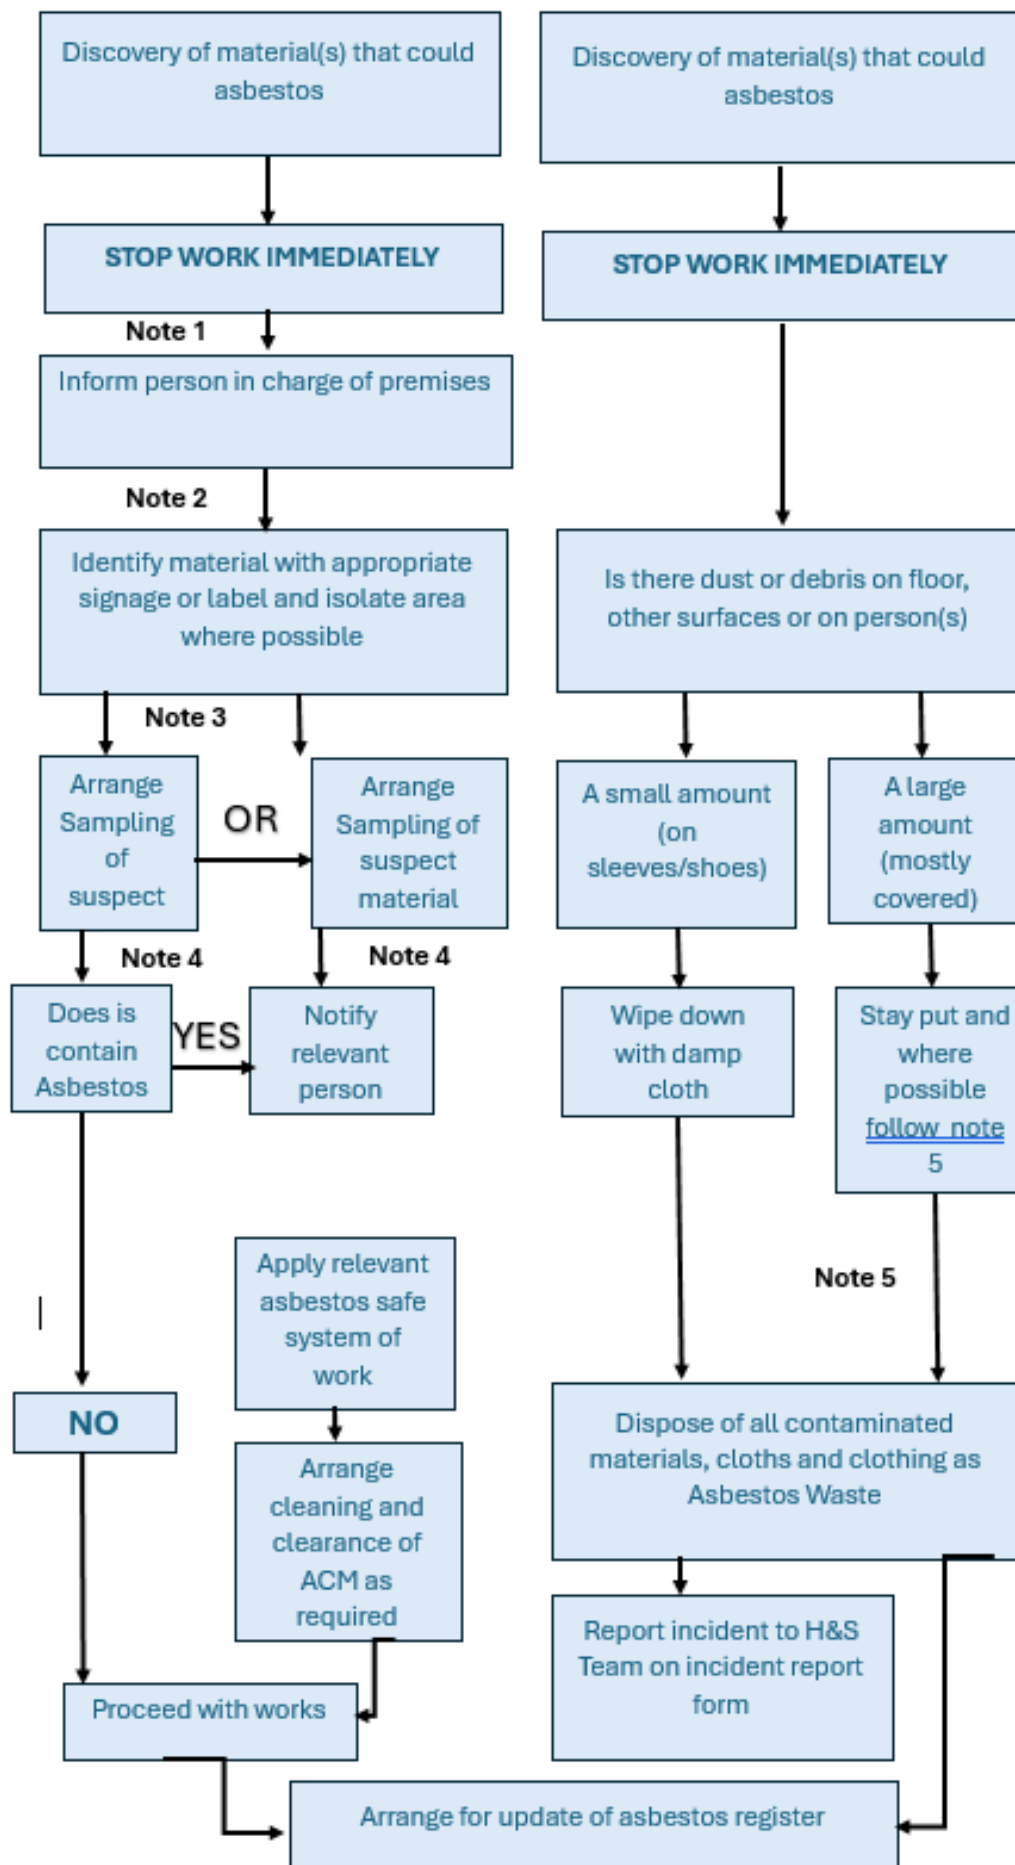 Discovery of material(s) that could
asbestos
STOP WORK IMMEDIATELY
Note 1
Inform person in charge of premises
Note 2
Identify material with appropriate
signage or label and isolate area
where possible
Note 3
Arrange
Sampling
of
suspect
OR
Arrange
Sampling of
suspect
material
Note 4
Note 4
Does is
contain
Asbestos
YES
Notify
relevant
person
Apply relevant
asbestos safe
system of
work
NO
Arrange
cleaning and
clearance of
ACM as
required
Proceed with works
Discovery of material(s) that could
asbestos
STOP WORK IMMEDIATELY
Is there dust or debris on floor,
other surfaces or on person(s)
A small amount
(on
sleeves/shoes)
A large
amount
(mostly
covered)
Wipe down
with damp
cloth
Stay put and
where
possible
follow note
5
Note 5
Dispose of all contaminated
materials, cloths and clothing as
Asbestos Waste
Report incident to H&S
Team on incident report
form
Arrange for update of asbestos register